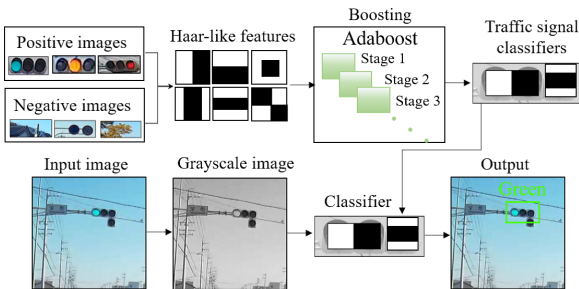 Positive images
Negative images
Haar-like features
Boosting
Adaboost
Stage 1
Stage 2
Stage 3
Traffic signal
classifiers
Input image
Grayscale image
Classifier
Output
Green